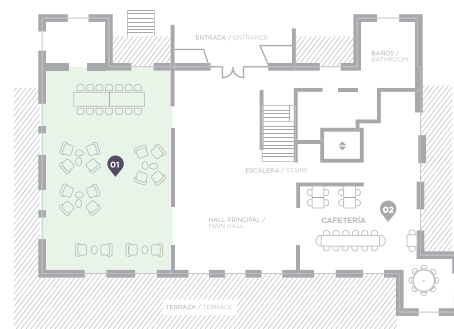 ENTRADA / ENTRANCE
BAÑOS /
BATHROOM
01
ESCALERA / STAIRS
HALL PRINCIPAL /
MAIN HALL
CAFETERÍA
02
TERRAZA / TERRACE